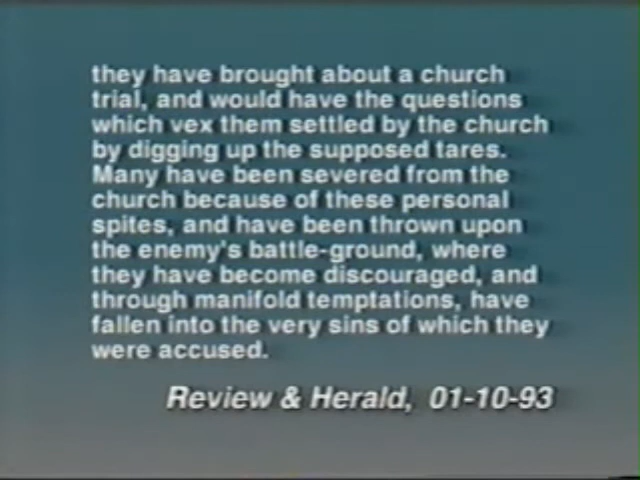 they have brought about a church
trial, and would have the questions
which vex them settled by the church
by digging up the supposed tares.
Many have been severed from the
church because of these personal
spites, and have been thrown upon
the enemy's battle-ground, where
they have become discouraged, and
through manifold temptations, have
fallen into the very sins of which they
were accused.
Review & Herald, 01-10-93